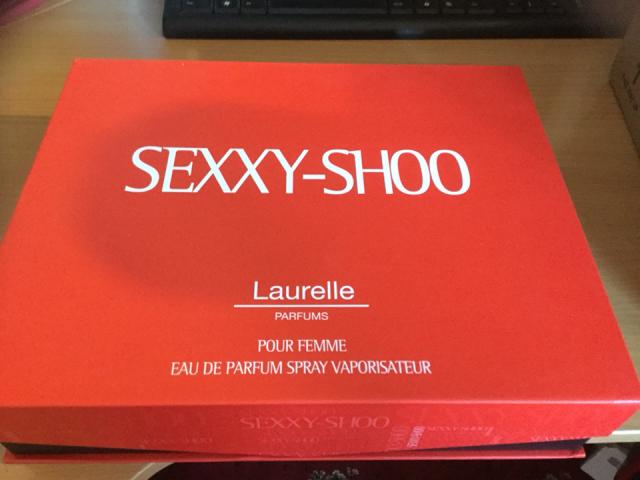 SEXXY-SHOO
Laurelle
PARFUMS
POUR FEMME
EAU DE PARFUM SPRAY VAPORISATEUR
SEXXY-SHOO